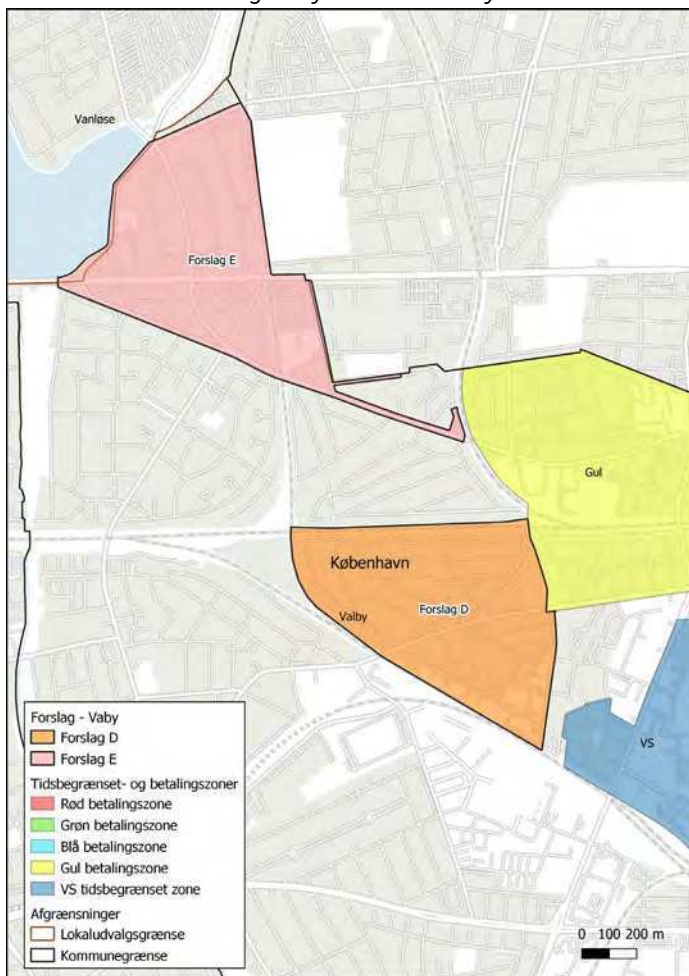 Vanløse
Forslag E
Gul
København
Forslag D
Valby
VS
Forslag - Vaby
Forslag D
Forslag E
Tidsbegrænset- og betalingszoner
Rød betalingszone
Grøn betalingszone
Blå betalingszone
Gul betalingszone
VS tidsbegrænset zone
Afgrænsninger
Lokaludvalgsgrænse
Kommunegrænse
0 100 200 m